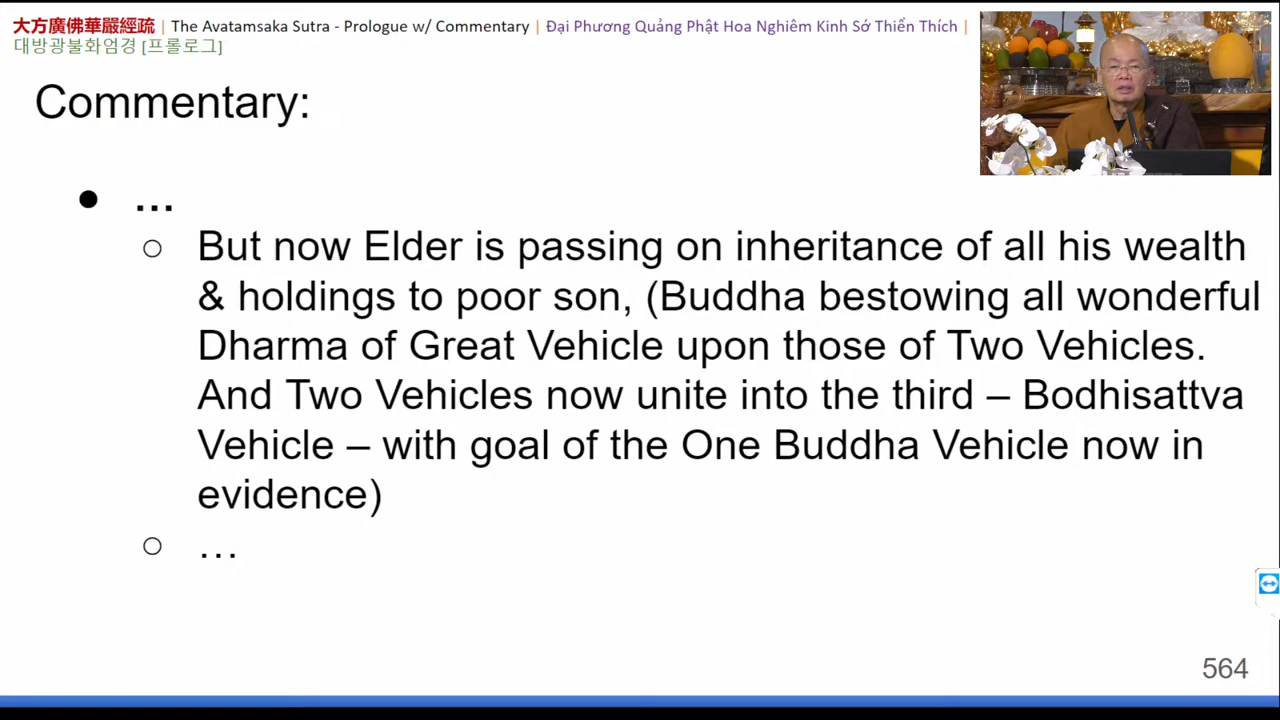 大方廣佛華嚴經疏 | The Avatamsaka Sutra - Prologue w/ Commentary | Đại Phương Quảng Phật Hoa Nghiêm Kinh Sớ Thiển Thích |
대방광불화엄경 [프롤로그]
Commentary:
● …
○ But now Elder is passing on inheritance of all his wealth
& holdings to poor son, (Buddha bestowing all wonderful
Dharma of Great Vehicle upon those of Two Vehicles.
And Two Vehicles now unite into the third – Bodhisattva
Vehicle – with goal of the One Buddha Vehicle now in
evidence)
○ …
564